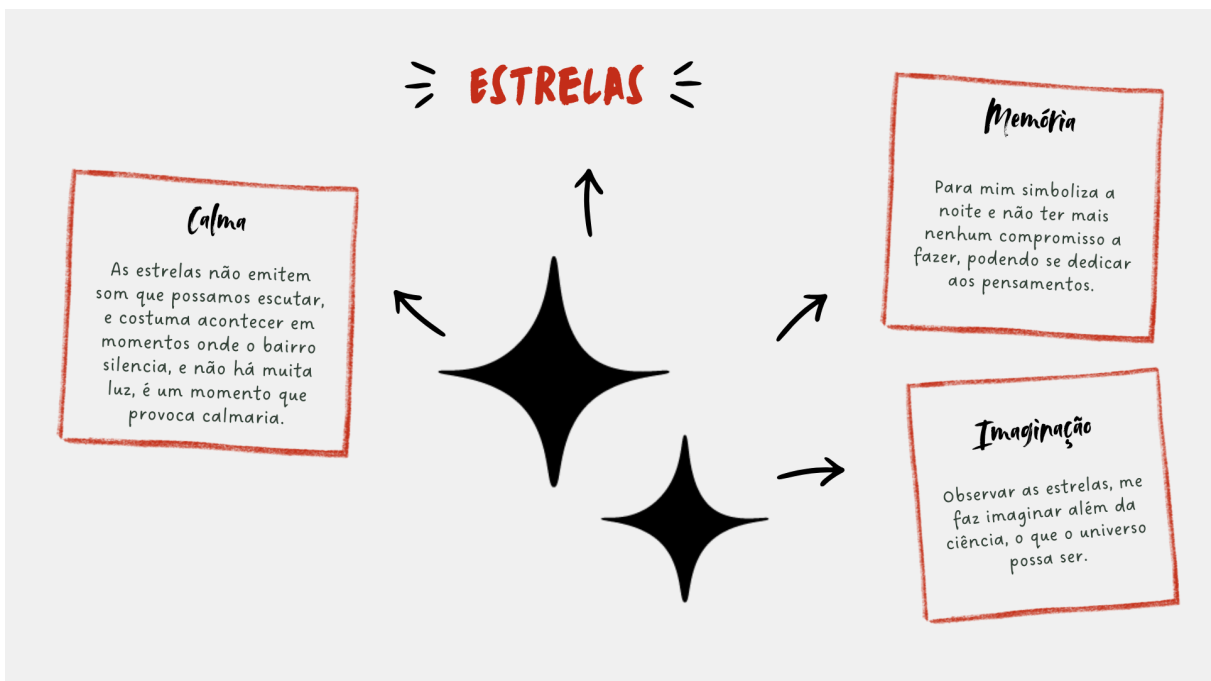 ESTRELAS
Calma
As estrelas não emitem
som que possamos escutar,
e costuma acontecer em
momentos onde o bairro
silencia, e não há muita
luz, é um momento que
provoca calmaria.
Memória
Para mim simboliza a
noite e não ter mais
nenhum compromisso a
fazer, podendo se dedicar
aos pensamentos.
Imaginação
Observar as estrelas, me
faz imaginar além da
ciência, o que o universo
possa ser.